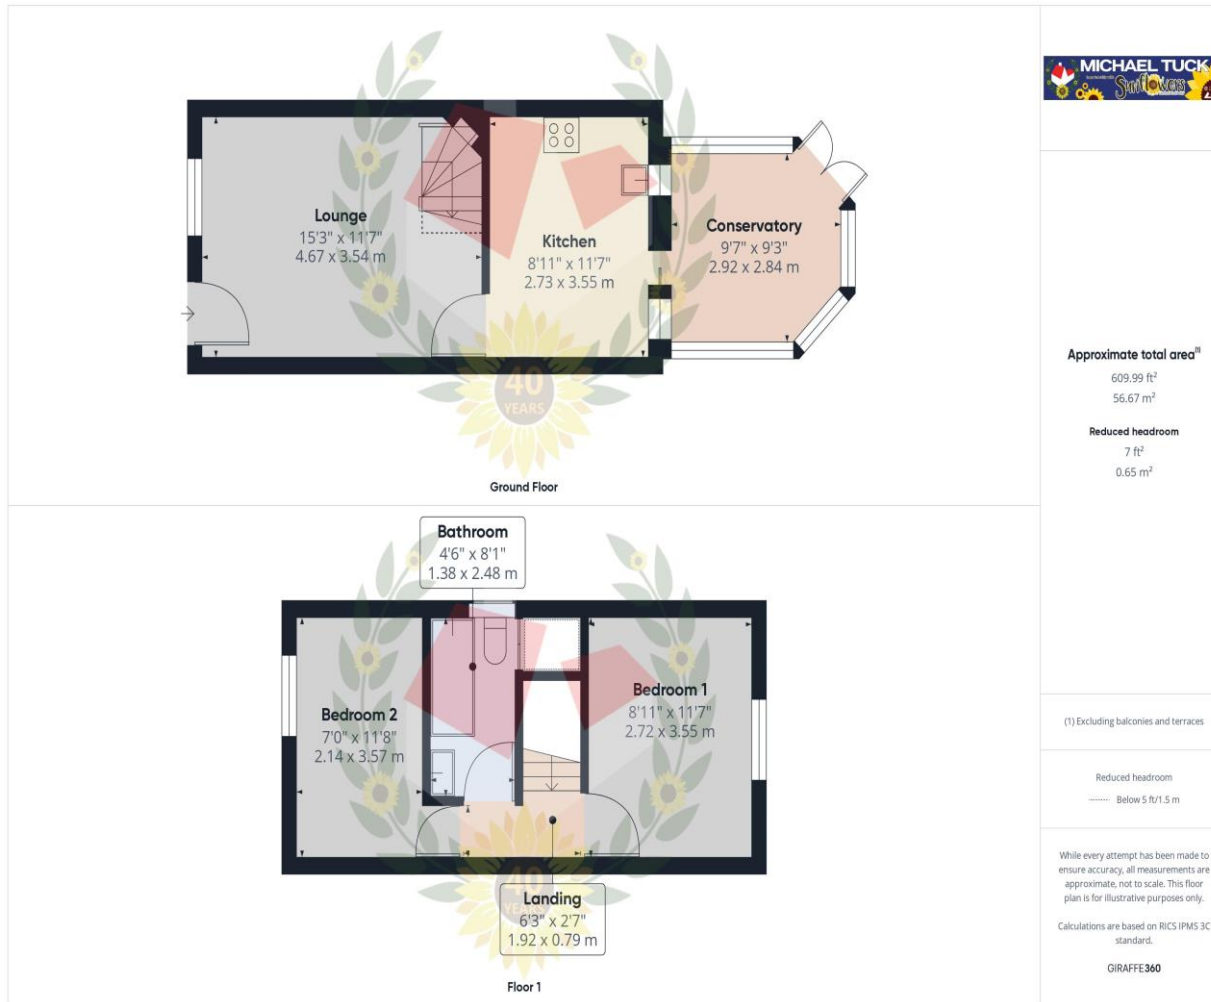 Lounge
15'3" x 11'7"
4.67 x 3.54 m
Kitchen
8'11" x 11'7"
2.73 x 3.55 m
Conservatory
9'7" x 9'3"
2.92 x 2.84 m
40
YEARS
Ground Floor
Bathroom
4'6" x 8'1"
1.38 x 2.48 m
Bedroom 2
7'0" x 11'8"
2.14 x 3.57 m
Bedroom 1
8'11" x 11'7"
2.72 x 3.55 m
40
YEARS
Landing
6'3" x 2'7"
1.92 x 0.79 m
Floor 1
MICHAEL TUCK
Sunflowers
Approximate total area(1)
609.99 ft²
56.67 m²
Reduced headroom
7 ft²
0.65 m²
(1) Excluding balconies and terraces
Reduced headroom
Below 5 ft/1.5 m
While every attempt has been made to
ensure accuracy, all measurements are
approximate, not to scale. This floor
plan is for illustrative purposes only.
Calculations are based on RICS IPMS 3C
standard.
GIRAFFE360